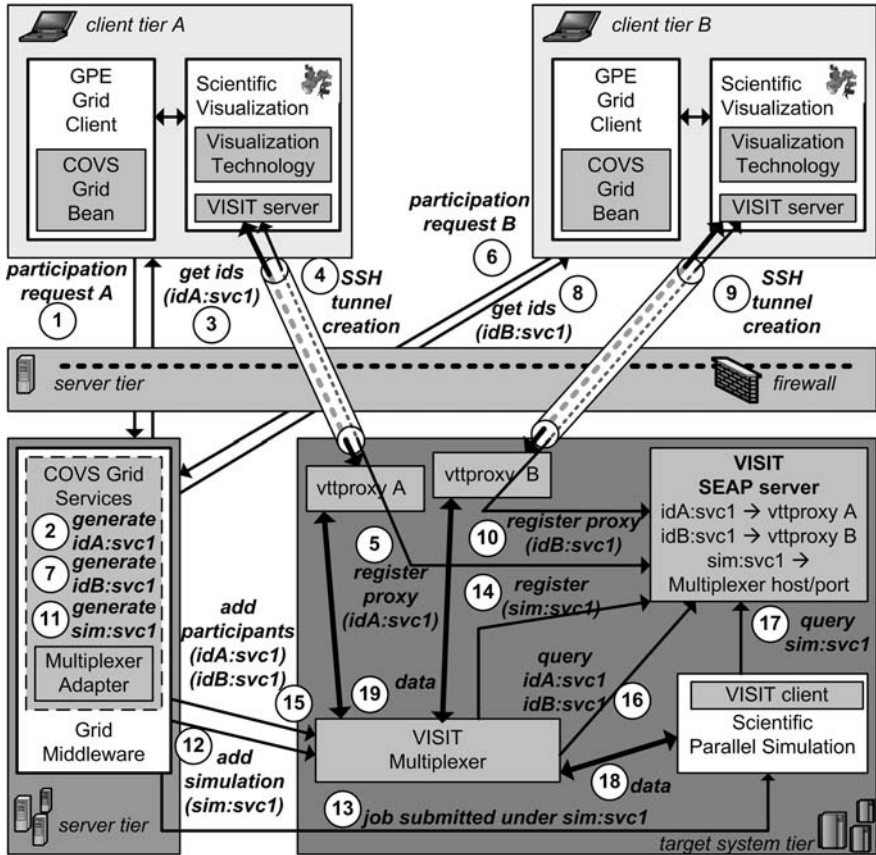 client tier A
GPE
Grid
Client
COVS
Grid
Bean
Scientific
Visualization
Visualization
Technology
VISIT server
client tier B
GPE
Grid
Client
COVS
Grid
Bean
Scientific
Visualization
Visualization
Technology
VISIT server
participation
request A
1
get ids
(idA:svc1)
3
4
SSH
tunnel
creation
participation
request B
6
8
get ids
(idB:svc1)
9
SSH
tunnel
creation
server tier
firewall
COVS Grid
Services
2 generate
idA:svc1
7 generate
idB:svc1
11 generate
sim:svc1
Multiplexer
Adapter
Grid
Middleware
server tier
vttproxy A
vttproxy B
VISIT
SEAP server
idA:svc1 → vttproxy A
idB:svc1 → vttproxy B
sim:svc1 →
Multiplexer host/port
5
register
proxy
(idA:svc1)
10 register proxy
(idB:svc1)
14 register
(sim:svc1)
17 query
sim:svc1
add
participants
(idA:svc1)
(idB:svc1)
15
19 data
query
idA:svc1
idB:svc1
16
12 add
simulation
(sim:svc1)
VISIT
Multiplexer
VISIT client
Scientific
Parallel Simulation
18 data
13 job submitted under sim:svc1
target system tier